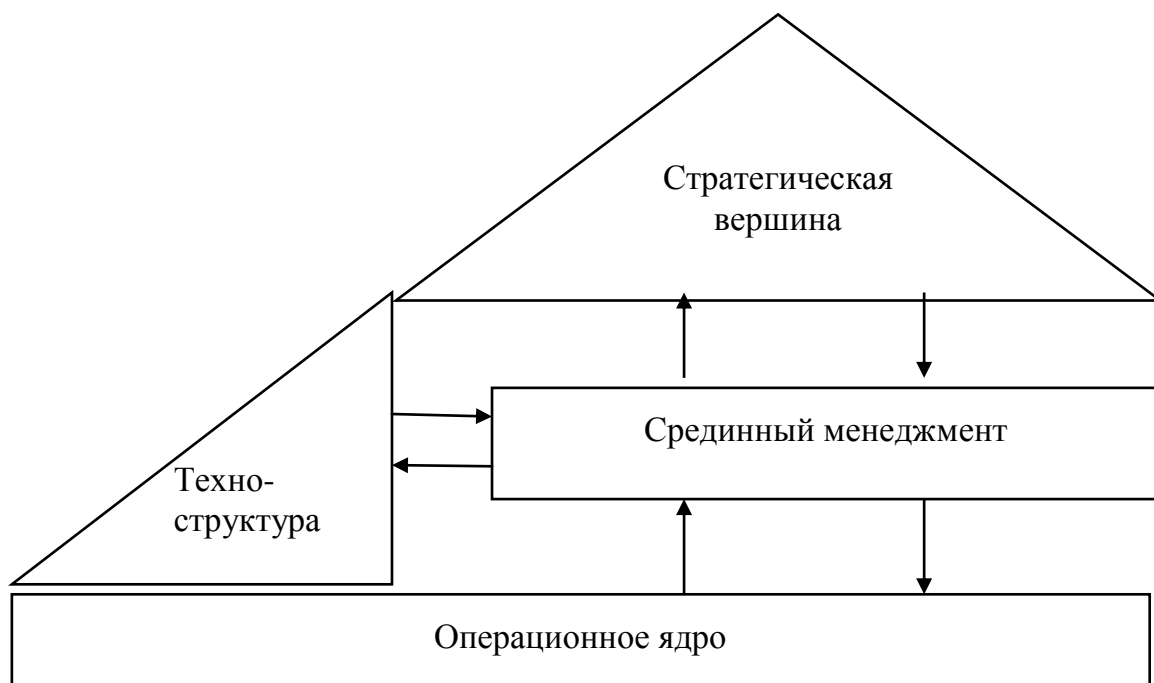 Стратегическая
вершина
Срединный менеджмент
Техно-
структура
Операционное ядро